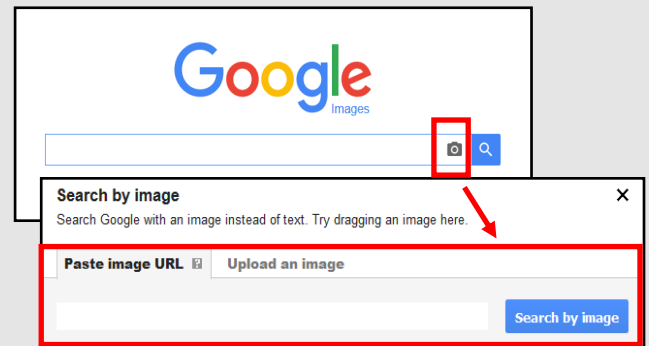 Google
Images
Search by image
Search Google with an image instead of text. Try dragging an image here.
Paste image URL ? Upload an image
Search by image